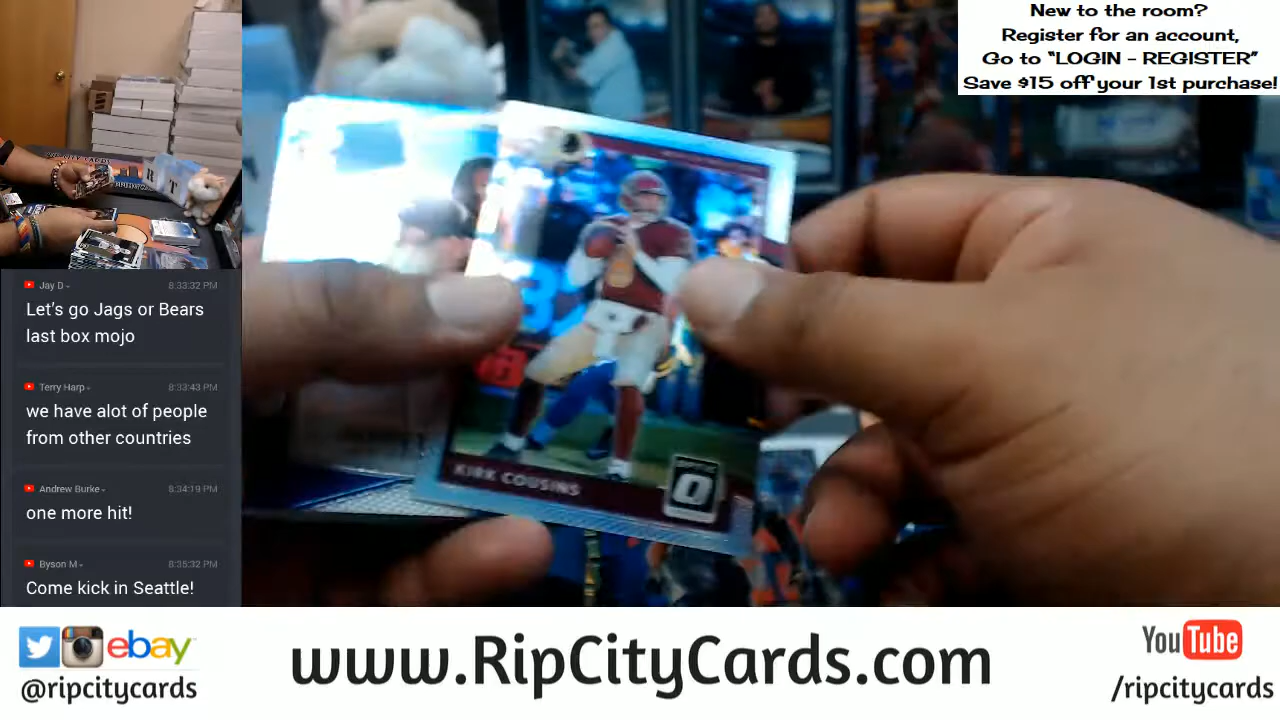 New to the room?
Register for an account,
Go to "LOGIN - REGISTER"
Save $15 off your 1st purchase!
Jay D
8:33:32 PM
Let's go Jags or Bears
last box mojo
Terry Harp
8:33:43 PM
we have alot of people
from other countries
Andrew Burke
8:34:19 PM
one more hit!
Byson M
8:35:32 PM
Come kick in Seattle!
KIRK COUSINS
ebay
@ripcitycards
www.RipCityCards.com
YouTube
/ripcitycards